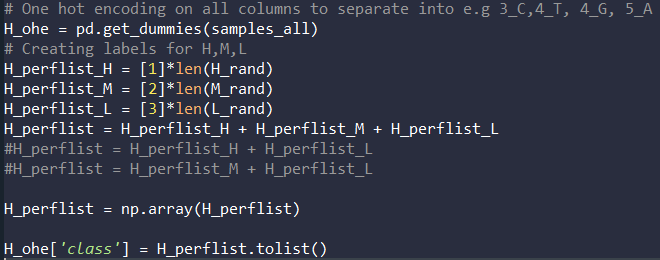 # One hot encoding on all columns to separate into e.g 3_C,4_T, 4_G, 5_A
H_ohe = pd.get_dummies(samples_all)
# Creating labels for H,M,L
H_perflist_H = [1]*len(H_rand)
H_perflist_M = [2]*len(M_rand)
H_perflist_L = [3]*len(L_rand)
H_perflist = H_perflist_H + H_perflist_M + H_perflist_L
#H_perflist = H_perflist_H + H_perflist_L
#H_perflist = H_perflist_M + H_perflist_L
H_perflist = np.array(H_perflist)
H_ohe['class'] = H_perflist.tolist()